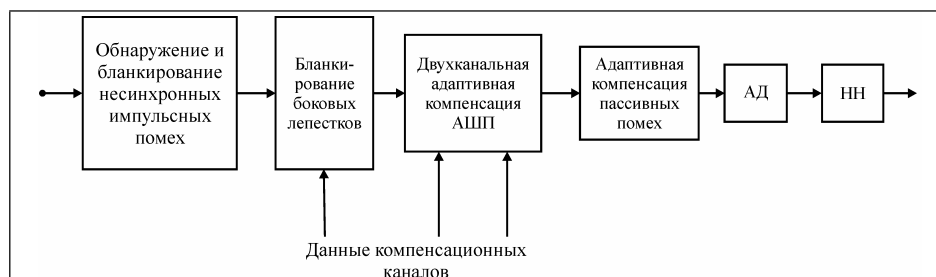 Обнаружение и
бланкирование
несинхронных
импульсных
помех
Бланки-
рование
боковых
лепестков
Двухканальная
адаптивная
компенсация
АШП
Адаптивная
компенсация
пассивных
помех
АД
НН
Данные компенсационных
каналов